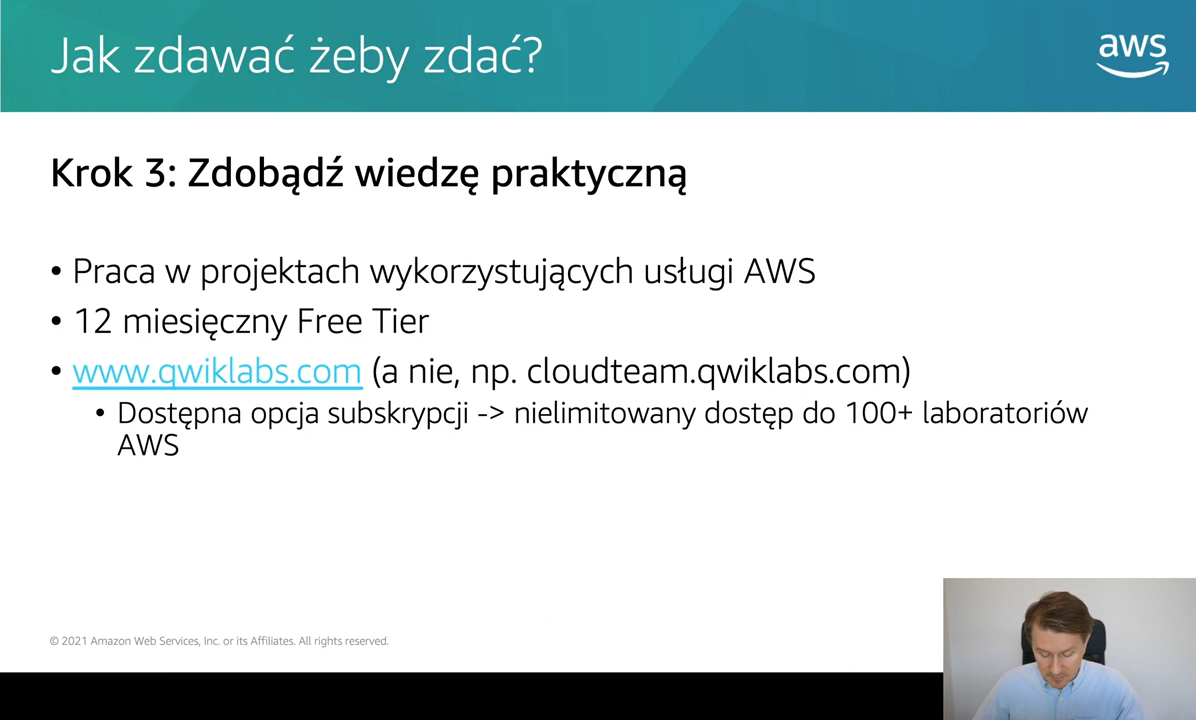 Jak zdawać żeby zdać?
aws
Krok 3: Zdobądź wiedzę praktyczną
• Praca w projektach wykorzystujących usługi AWS
• 12 miesięczny Free Tier
• www.qwiklabs.com (a nie, np. cloudteam.qwiklabs.com)
• Dostępna opcja subskrypcji -> nielimitowany dostęp do 100+ laboratoriów
AWS
© 2021 Amazon Web Services, Inc. or its Affiliates. All rights reserved.